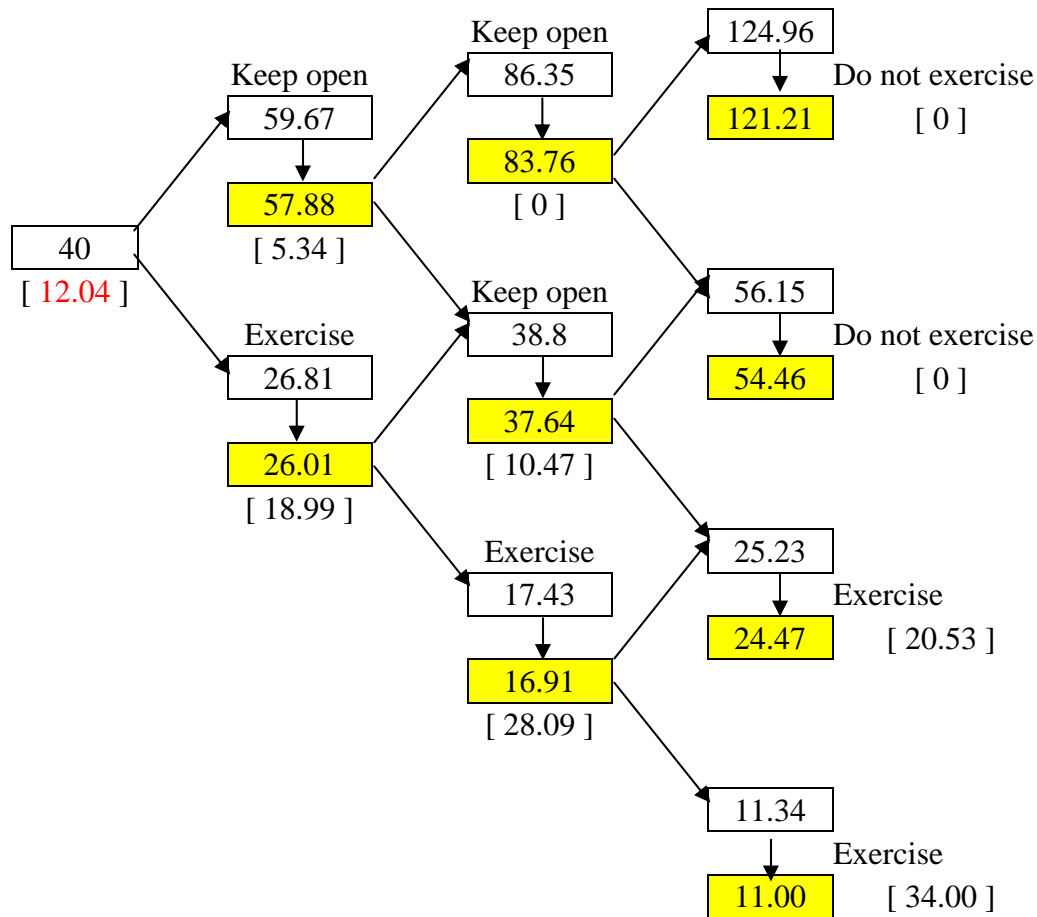 40
[ 12.04 ]
Keep open
59.67
57.88
[ 5.34 ]
Exercise
26.81
26.01
[ 18.99 ]
Keep open
86.35
83.76
[ 0 ]
Keep open
38.8
37.64
[ 10.47 ]
Exercise
17.43
16.91
[ 28.09 ]
124.96
Do not exercise
121.21 [ 0 ]
56.15
Do not exercise
54.46 [ 0 ]
25.23
Exercise
24.47 [ 20.53 ]
11.34
Exercise
11.00 [ 34.00 ]